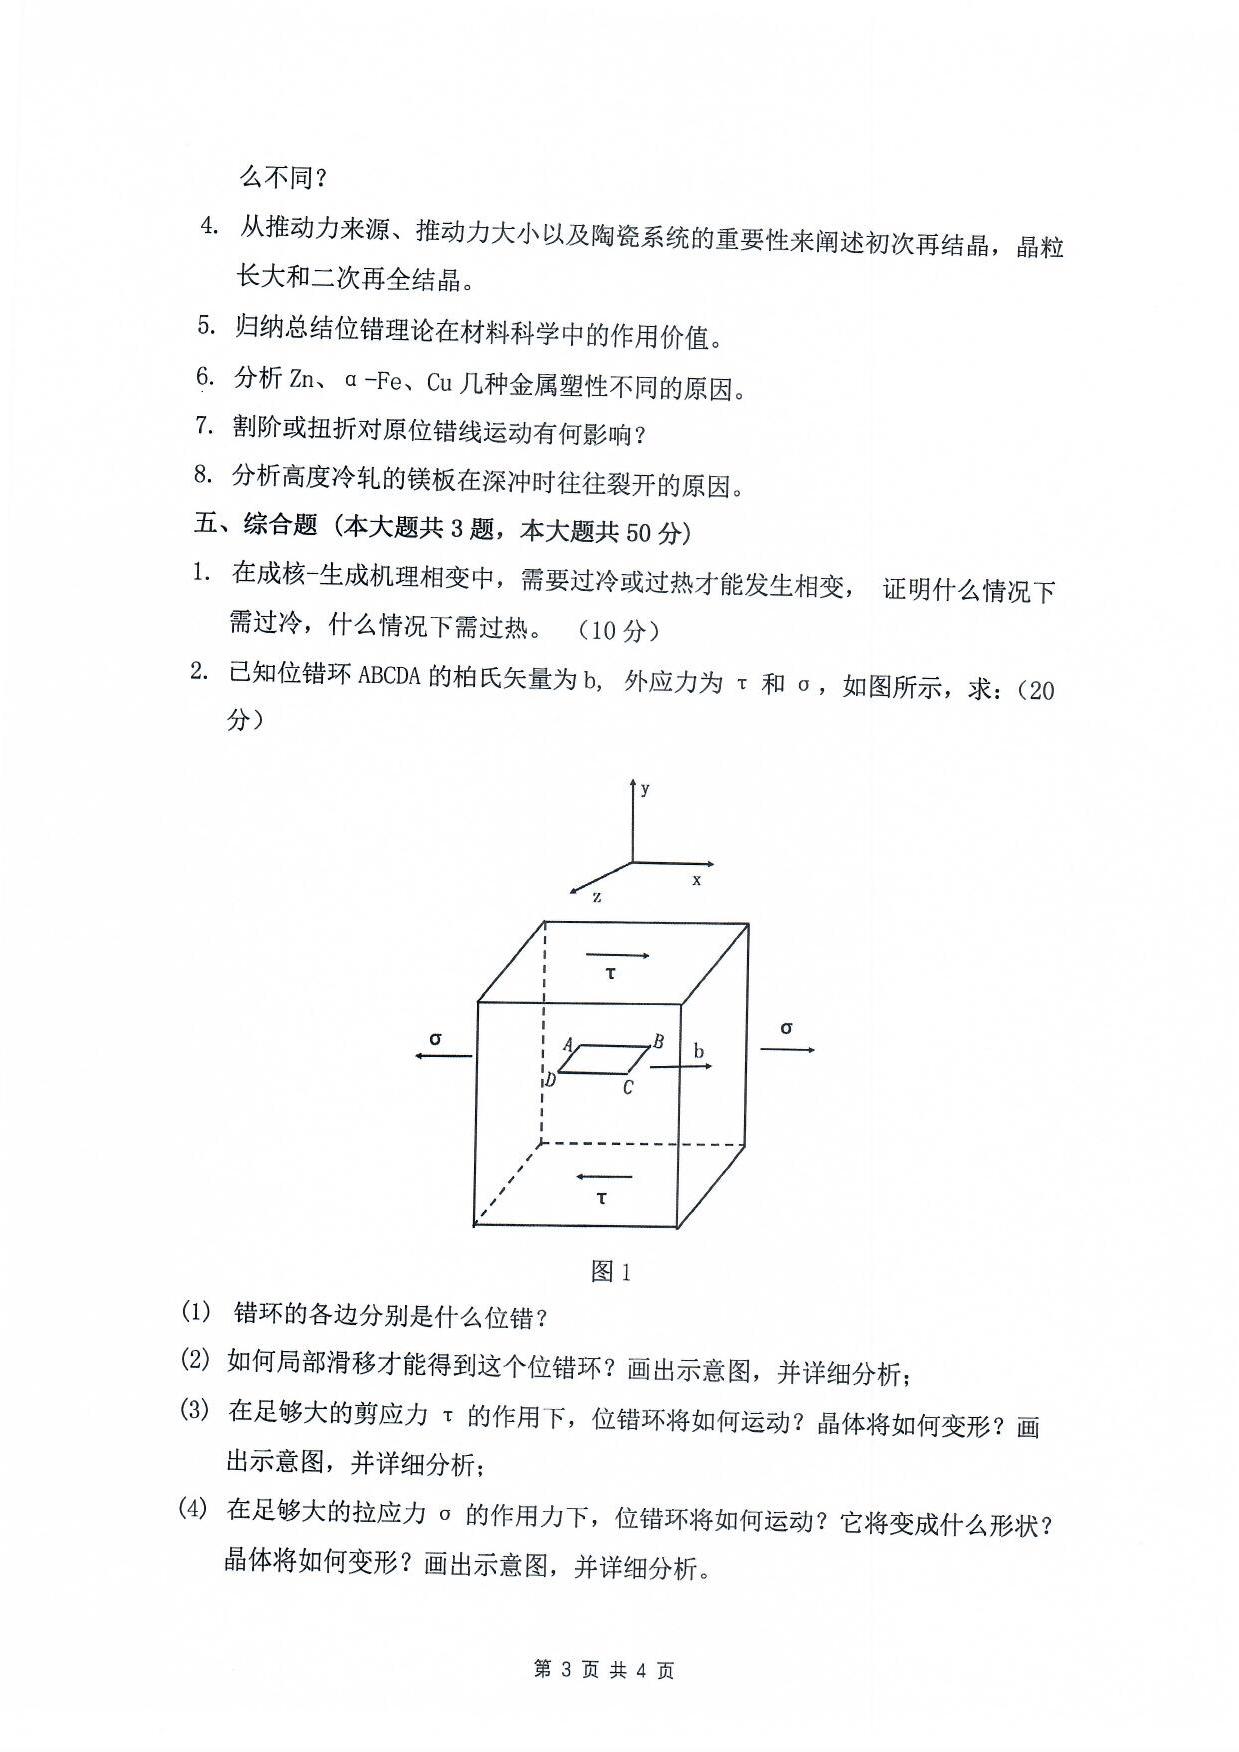 么不同？
4. 从推动力来源、推动力大小以及陶瓷系统的重要性来阐述初次再结晶，晶粒
长大和二次再全结晶。
5. 归纳总结位错理论在材料科学中的作用价值。
6. 分析 Zn、α-Fe、Cu 几种金属塑性不同的原因。
7. 割阶或扭折对原位错线运动有何影响？
8. 分析高度冷轧的镁板在深冲时往往裂开的原因。
五、综合题（本大题共 3 题，本大题共 50 分）
1. 在成核-生成机理相变中，需要过冷或过热才能发生相变， 证明什么情况下
需过冷，什么情况下需过热。 （10 分）
2. 已知位错环 ABCDA 的柏氏矢量为 b， 外应力为 τ 和 σ，如图所示，求：（20
分）
y
x
z
τ
σ
σ
A
B
b
D
C
τ
图 1
(1) 错环的各边分别是什么位错？
(2) 如何局部滑移才能得到这个位错环？画出示意图，并详细分析；
(3) 在足够大的剪应力 τ 的作用下，位错环将如何运动？晶体将如何变形？画
出示意图，并详细分析；
(4) 在足够大的拉应力 σ 的作用力下，位错环将如何运动？它将变成什么形状？
晶体将如何变形？画出示意图，并详细分析。
第 3 页 共 4 页